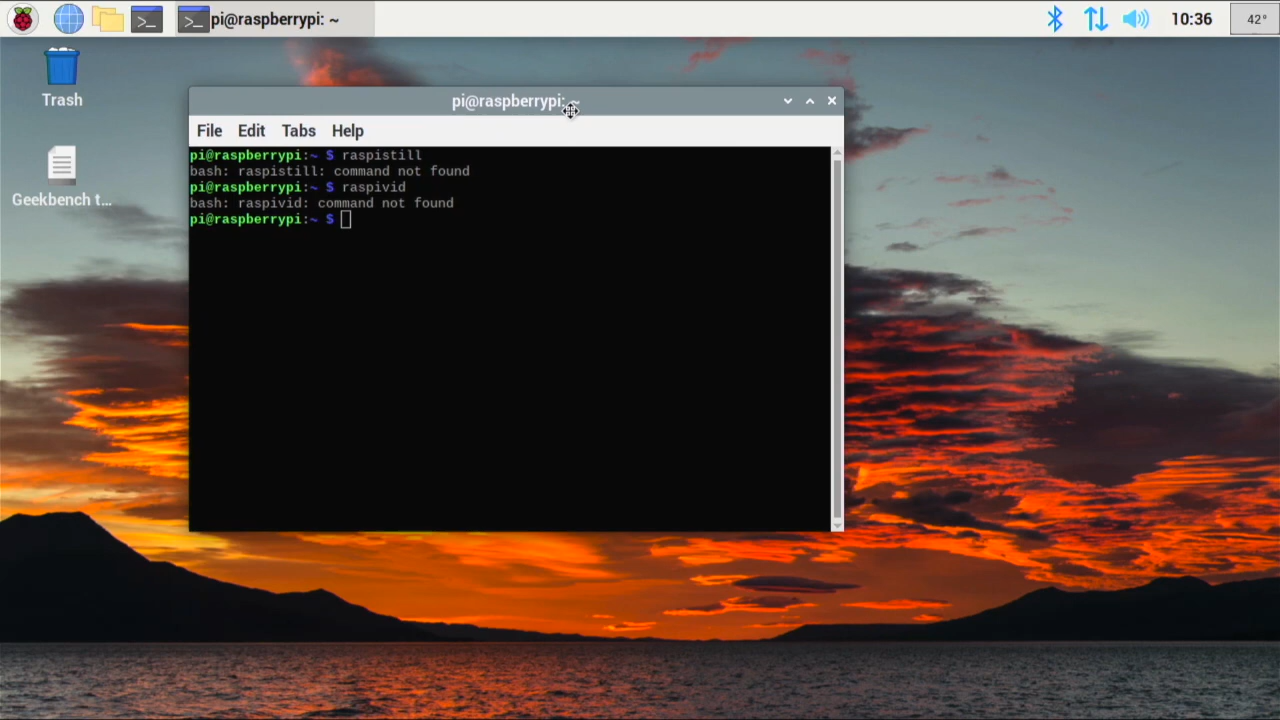 pi@raspberrypi: ~
10:36
42°
Trash
Geekbench t...
pi@raspberrypi: ~
File Edit Tabs Help
pi@raspberrypi:~ $ raspistill
bash: raspistill: command not found
pi@raspberrypi:~ $ raspivid
bash: raspivid: command not found
pi@raspberrypi:~ $